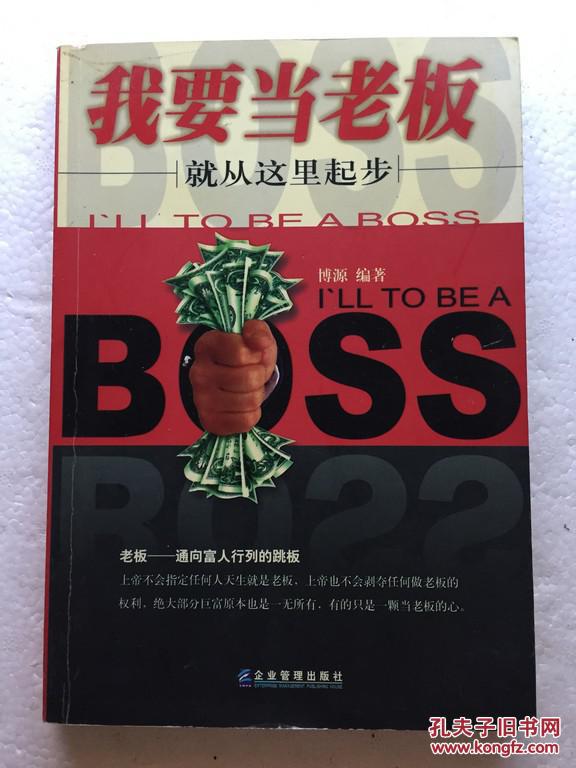 BOSS
我要当老板
就从这里起步
I`LL TO BE A BOSS
博源 编著
I`LL TO BE A
BOSS
BOSS
老板——通向富人行列的跳板
上帝不会指定任何人天生就是老板，上帝也不会剥夺任何做老板的
权利，绝大部分巨富原本也是一无所有，有的只是一颗当老板的心。
企业管理出版社
ENTERPRISE MANAGEMENT PUBLISHING HOUSE
孔夫子旧书网
www.kongfz.com